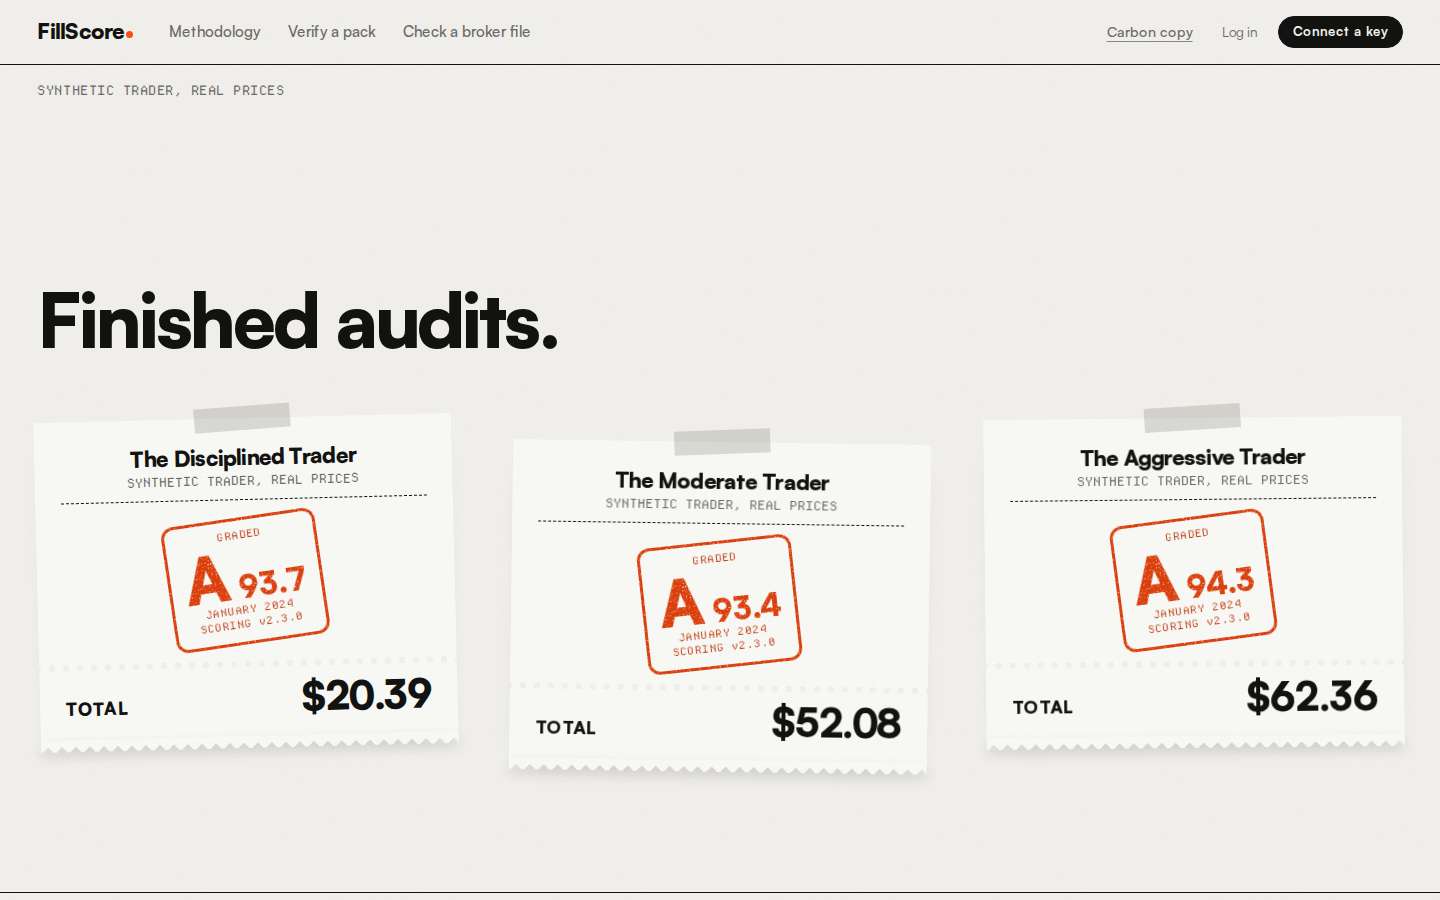 FillScore.
Methodology
Verify a pack
Check a broker file
Carbon copy
Log in
Connect a key
SYNTHETIC TRADER, REAL PRICES
Finished audits.
The Disciplined Trader
SYNTHETIC TRADER, REAL PRICES
GRADED
A 93.7
JANUARY 2024
SCORING v2.3.0
TOTAL $20.39
The Moderate Trader
SYNTHETIC TRADER, REAL PRICES
GRADED
A 93.4
JANUARY 2024
SCORING v2.3.0
TOTAL $52.08
The Aggressive Trader
SYNTHETIC TRADER, REAL PRICES
GRADED
A 94.3
JANUARY 2024
SCORING v2.3.0
TOTAL $62.36